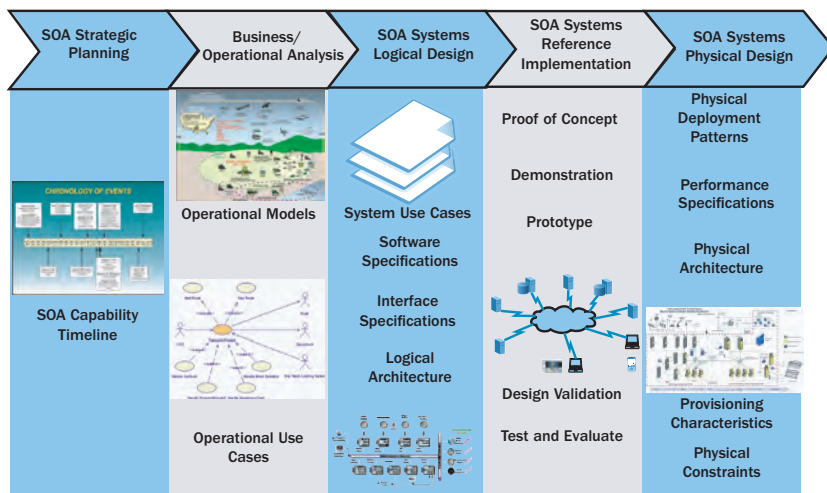 SOA Strategic
Planning
Business/
Operational Analysis
SOA Systems
Logical Design
SOA Systems
Reference
Implementation
SOA Systems
Physical Design
CHRONOLOGY OF EVENTS
SOA Capability
Timeline
Operational Models
Operational Use
Cases
System Use Cases
Software
Specifications
Interface
Specifications
Logical
Architecture
Proof of Concept
Demonstration
Prototype
Design Validation
Test and Evaluate
Physical
Deployment
Patterns
Performance
Specifications
Physical
Architecture
Provisioning
Characteristics
Physical
Constraints